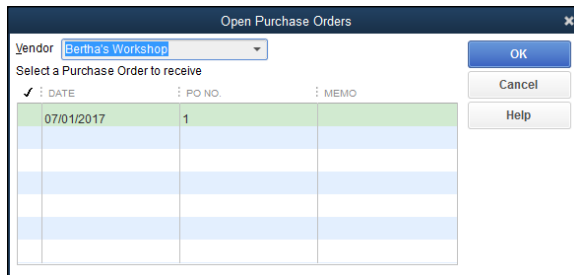 Open Purchase Orders
Vendor Bertha's Workshop
OK
Select a Purchase Order to receive
Cancel
DATE PO NO. MEMO
Help
07/01/2017 1